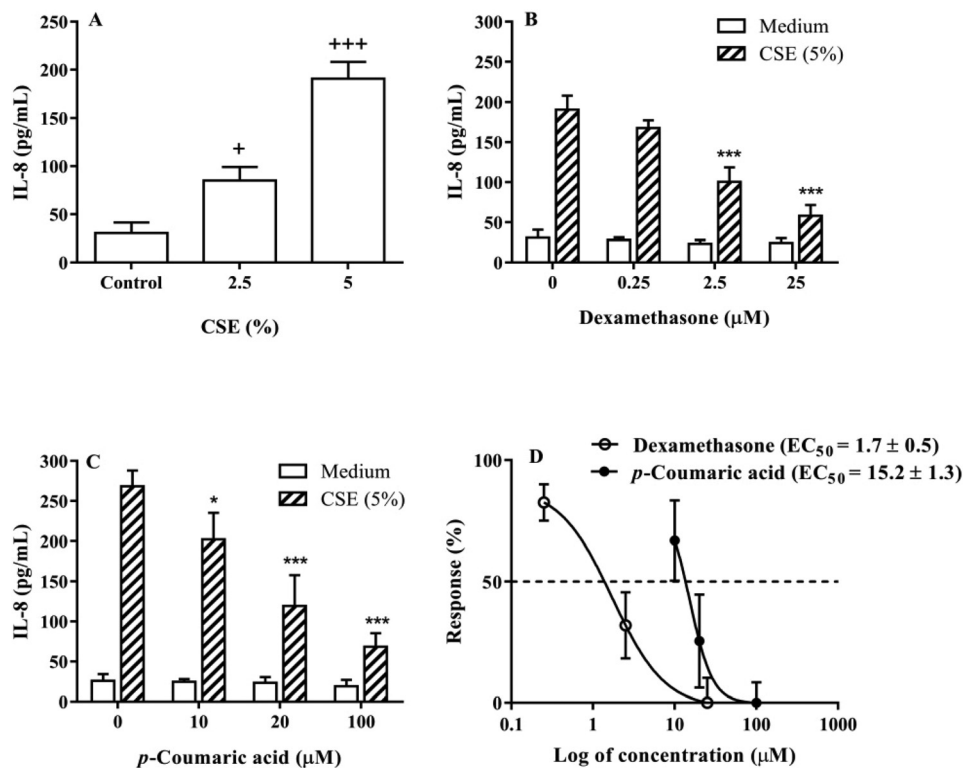 A
IL-8 (pg/mL)
250
200
150
100
50
0
+
+++
Control 2.5 5
CSE (%)
B
Medium
CSE (5%)
IL-8 (pg/mL)
300
250
200
150
100
50
0
***
***
0 0.25 2.5 25
Dexamethasone (μM)
C
Medium
CSE (5%)
IL-8 (pg/mL)
300
250
200
150
100
50
0
*
***
***
0 10 20 100
p-Coumaric acid (μM)
D
Dexamethasone (EC50 = 1.7 ± 0.5)
p-Coumaric acid (EC50 = 15.2 ± 1.3)
Response (%)
100
50
0
0.1 1 10 100 1000
Log of concentration (μM)